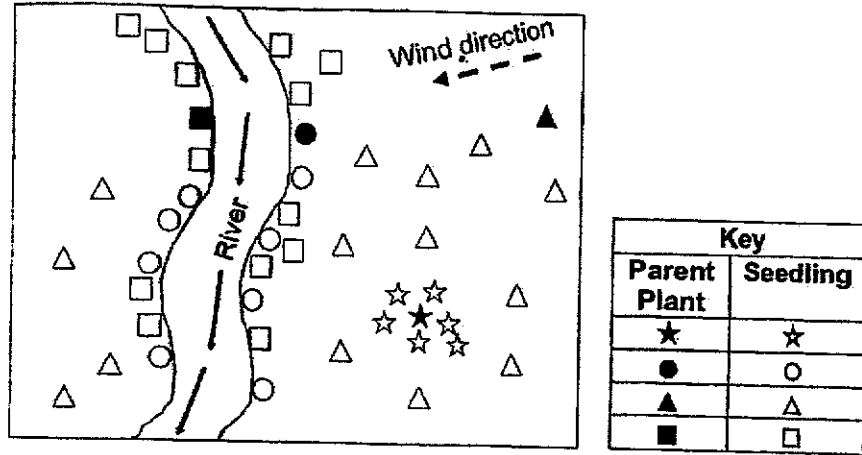 Wind direction
River
Key
Parent Plant
Seedling